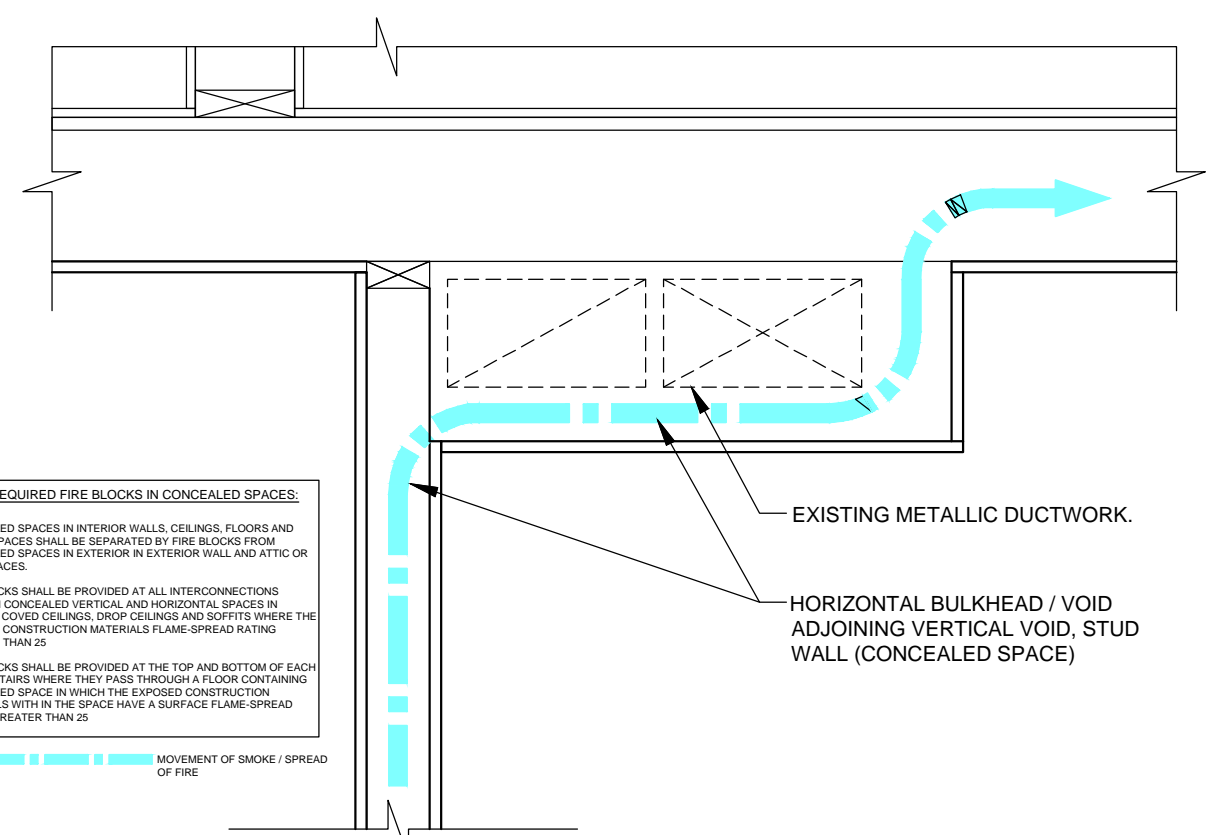 EQUIRED FIRE BLOCKS IN CONCEALED SPACES:
ED SPACES IN INTERIOR WALLS, CEILINGS, FLOORS AND
PACES SHALL BE SEPARATED BY FIRE BLOCKS FROM
ED SPACES IN EXTERIOR IN EXTERIOR WALL AND ATTIC OR
ACES.
CKS SHALL BE PROVIDED AT ALL INTERCONNECTIONS
N CONCEALED VERTICAL AND HORIZONTAL SPACES IN
COVED CEILINGS, DROP CEILINGS AND SOFFITS WHERE THE
CONSTRUCTION MATERIALS FLAME-SPREAD RATING
THAN 25
CKS SHALL BE PROVIDED AT THE TOP AND BOTTOM OF EACH
TAIRS WHERE THEY PASS THROUGH A FLOOR CONTAINING
ED SPACE IN WHICH THE EXPOSED CONSTRUCTION
LS WITH IN THE SPACE HAVE A SURFACE FLAME-SPREAD
REATER THAN 25
MOVEMENT OF SMOKE / SPREAD
OF FIRE
EXISTING METALLIC DUCTWORK.
HORIZONTAL BULKHEAD / VOID
ADJOINING VERTICAL VOID, STUD
WALL (CONCEALED SPACE)